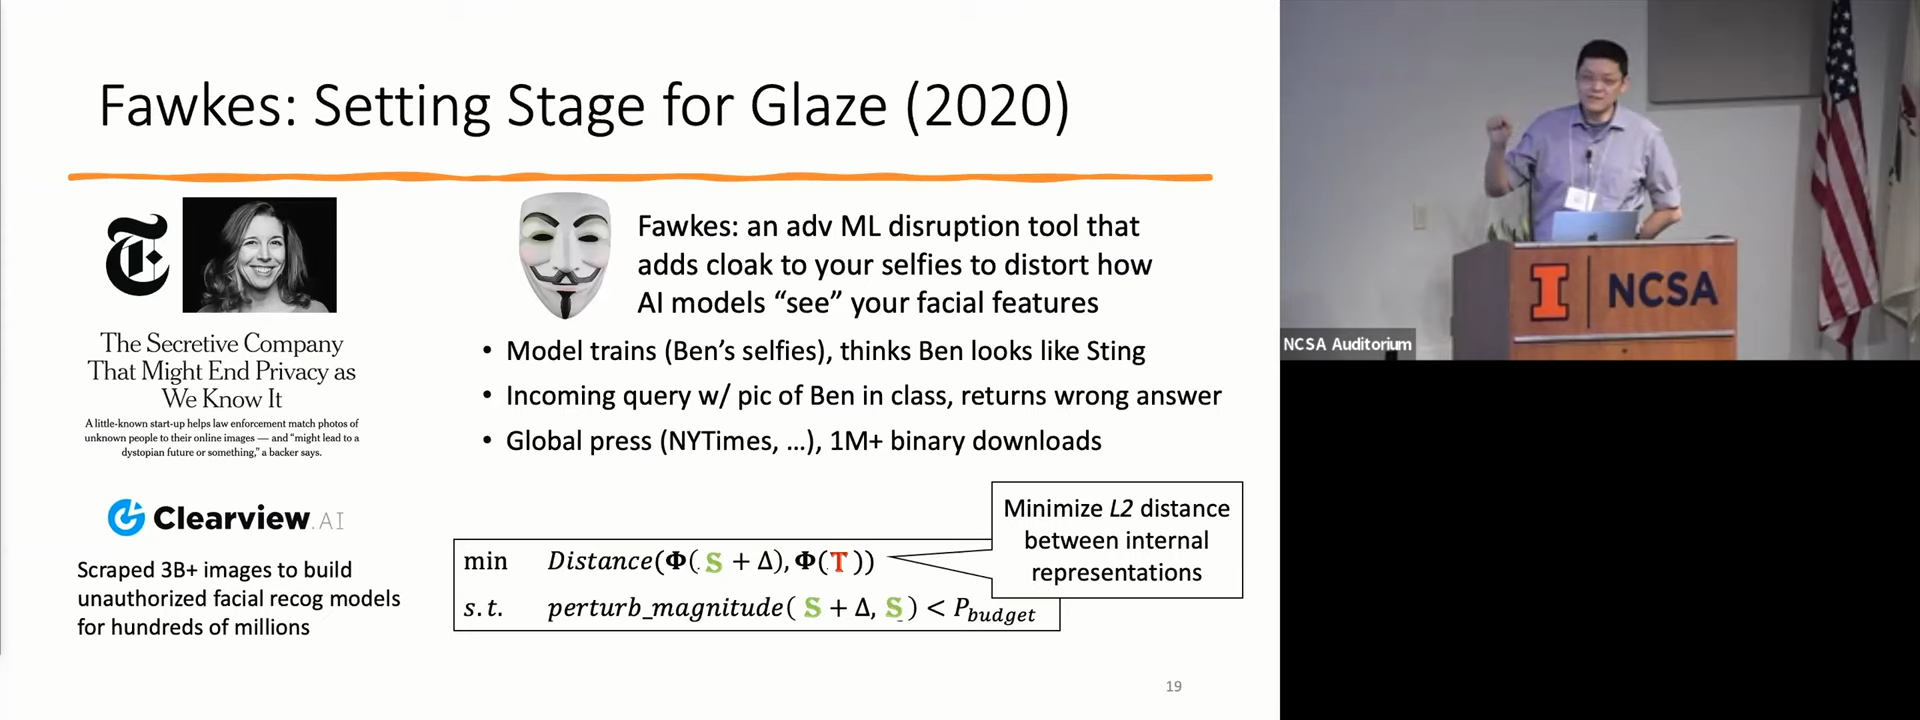 Fawkes: Setting Stage for Glaze (2020)
The Secretive Company
That Might End Privacy as
We Know It
A little-known start-up helps law enforcement match photos of
unknown people to their online images — and “might lead to a
dystopian future or something,” a backer says.
Clearview.AI
Scraped 3B+ images to build
unauthorized facial recog models
for hundreds of millions
Fawkes: an adv ML disruption tool that
adds cloak to your selfies to distort how
AI models “see” your facial features
• Model trains (Ben’s selfies), thinks Ben looks like Sting
• Incoming query w/ pic of Ben in class, returns wrong answer
• Global press (NYTimes, …), 1M+ binary downloads
Minimize L2 distance
between internal
representations
min Distance(Φ(S + Δ), Φ(T))
s.t. perturb_magnitude(S + Δ, S) < P_budget
19
I NCSA
NCSA Auditorium